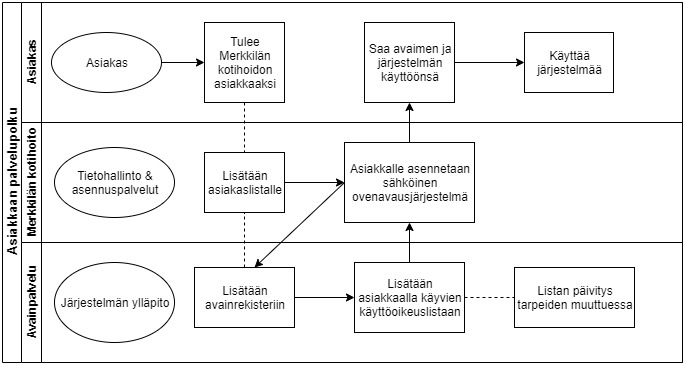 Asiakkaan palvelupolku
Asiakas
Asiakas
Tulee
Merkkilän
kotihoidon
asiakkaaksi
Saa avaimen ja
järjestelmän
käyttöönsä
Käyttää
järjestelmää
Merkkilän kotihoito
Tietohallinto &
asennuspalvelut
Lisätään
asiakaslistalle
Asiakkalle asennetaan
sähköinen
ovenavausjärjestelmä
Avainpalvelu
Järjestelmän ylläpito
Lisätään
avainrekisteriin
Lisätään
asiakkaalla käyvien
käyttöoikeuslistaan
Listan päivitys
tarpeiden muuttuessa